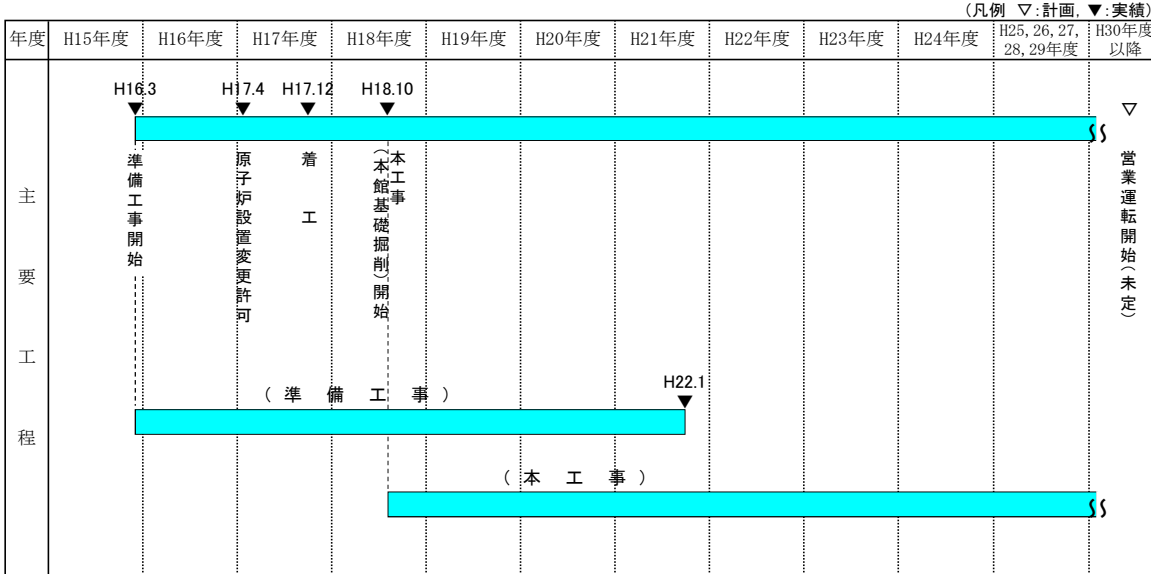 (凡例 ▽:計画, ▼:実績)
年度
H15年度
H16年度
H17年度
H18年度
H19年度
H20年度
H21年度
H22年度
H23年度
H24年度
H25,26,27,
28,29年度
H30年度
以降
主要工程
H16.3
H17.4
H17.12
H18.10
▼
▼
▼
▼
▽
準備工事開始
原子炉設置変更許可
着工
本工事
(本館基礎掘削)開始
営業運転開始(未定)
(準備工事)
H22.1
▼
(本工事)